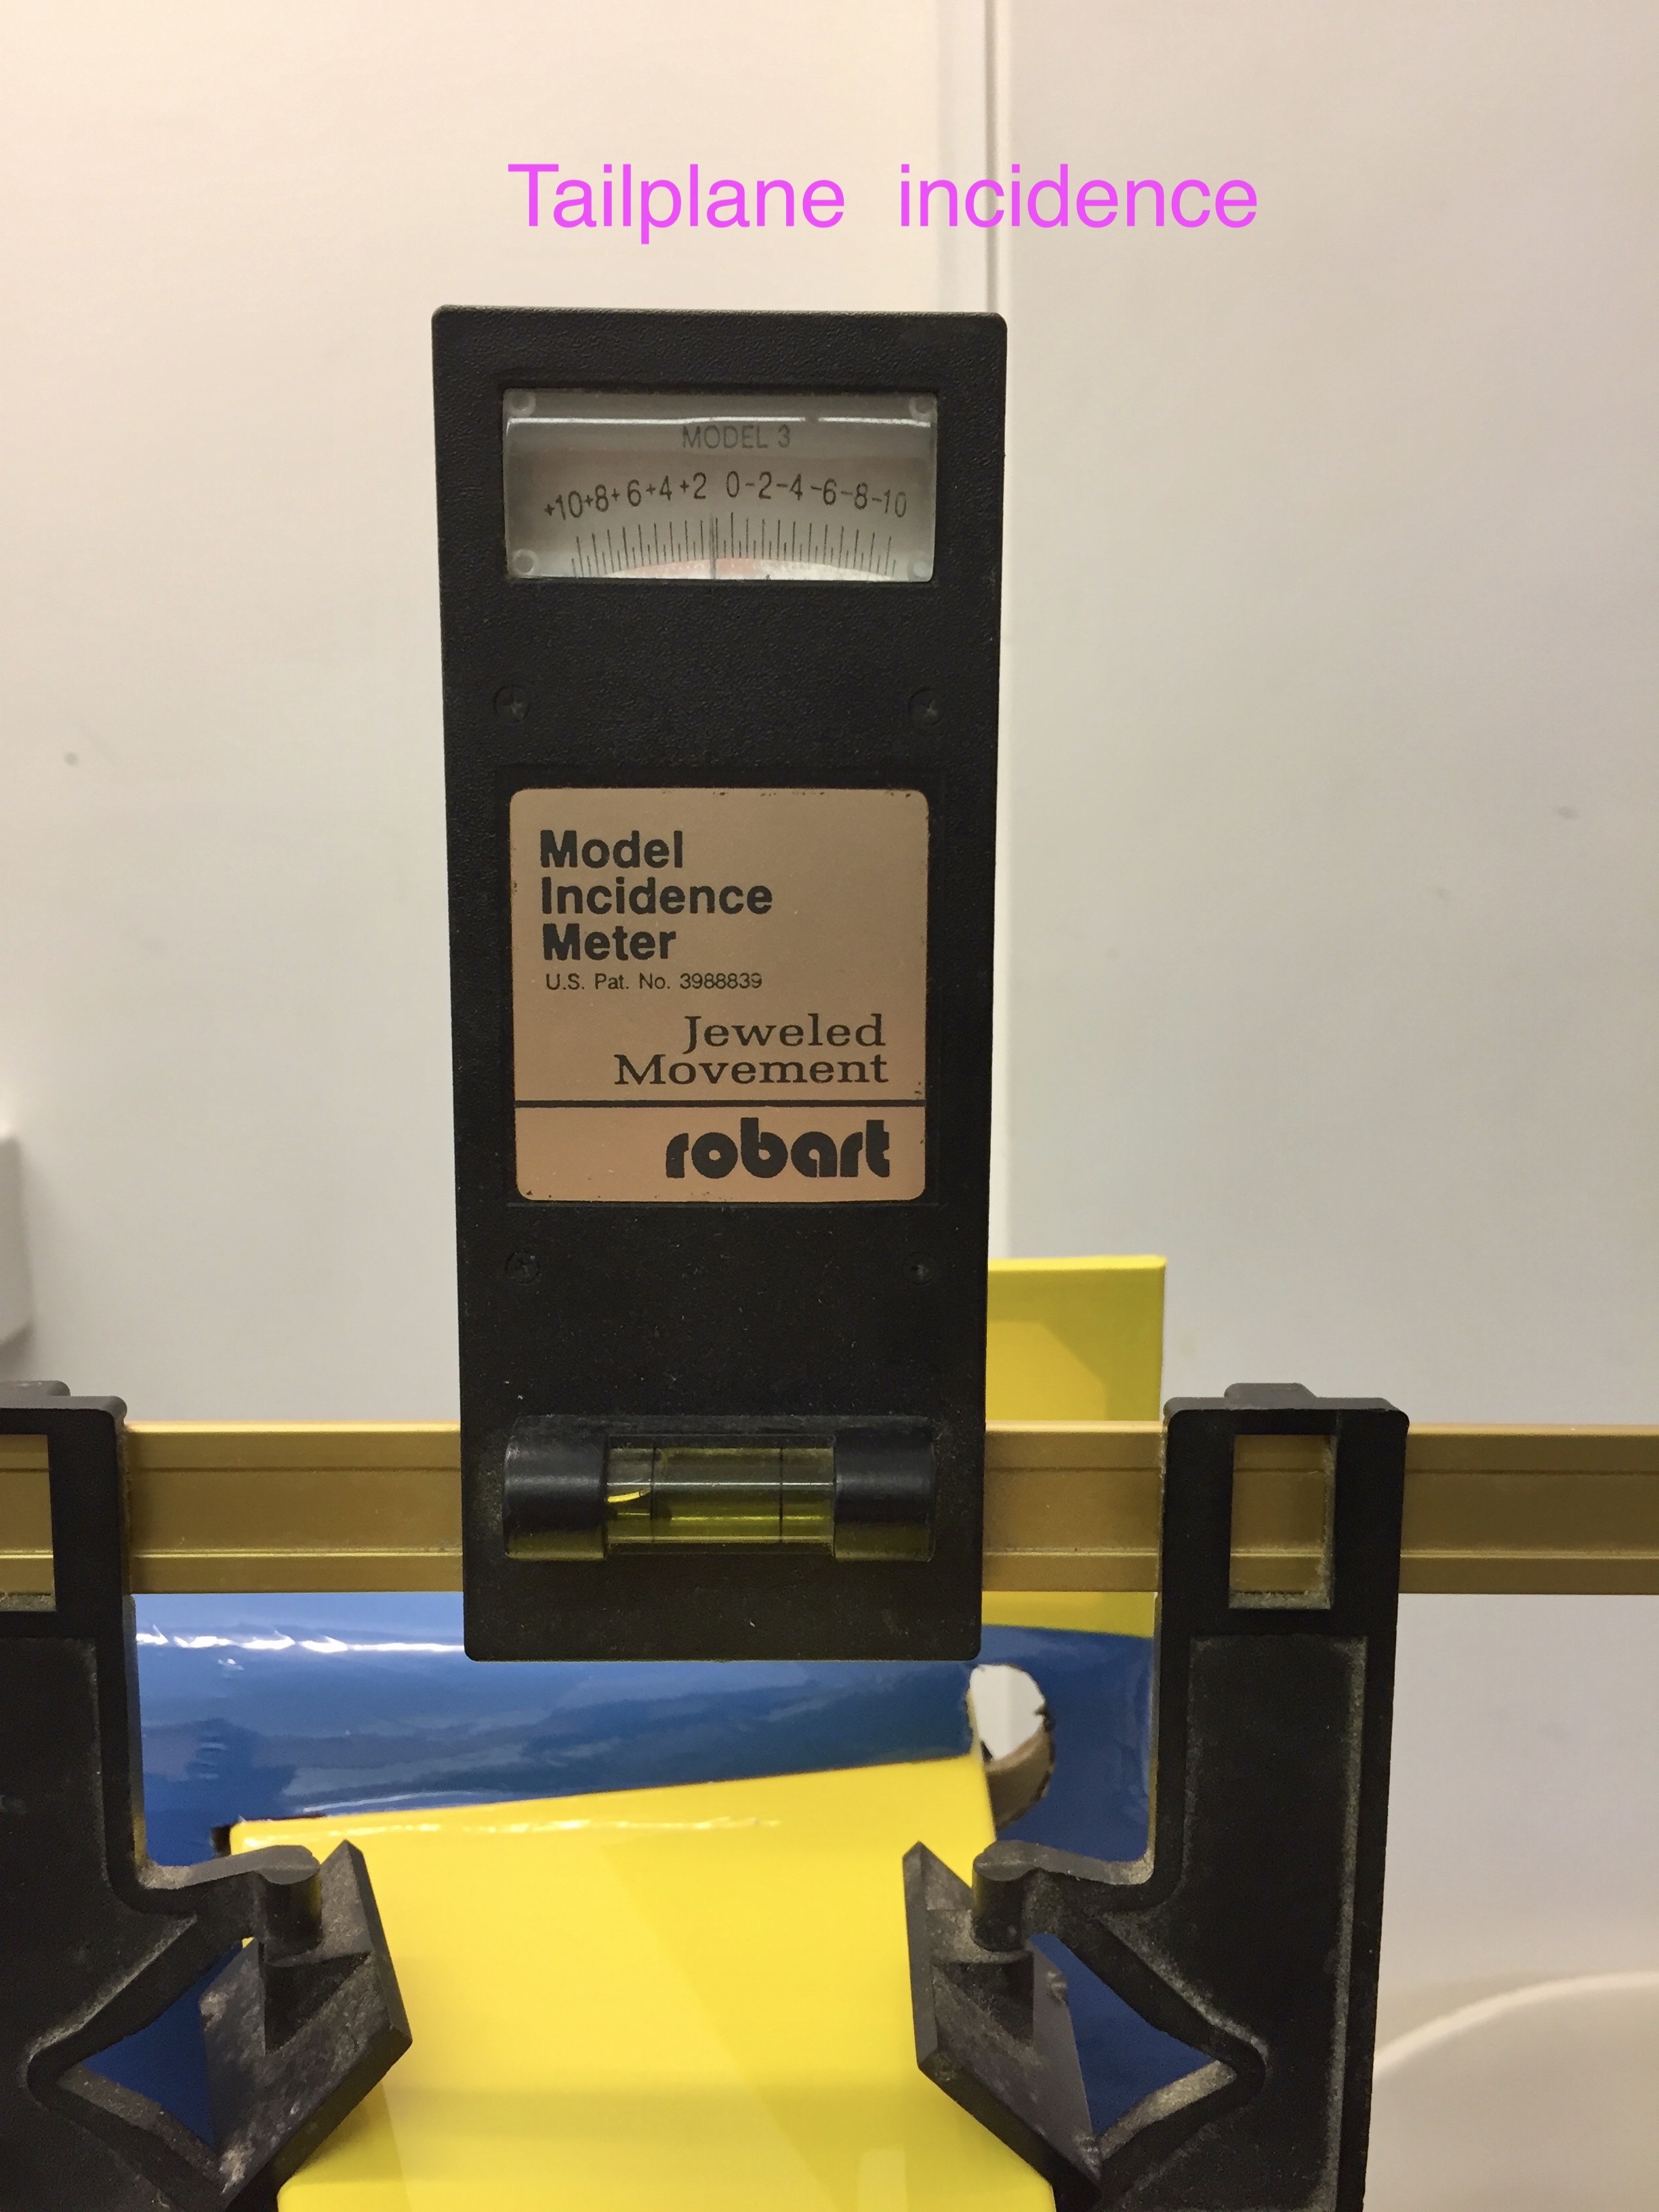 Tailplane incidence
MODEL 3
+10+8+6+4+2 0-2-4-6-8-10
Model
Incidence
Meter
U.S. Pat. No. 3988839
Jeweled
Movement
robart